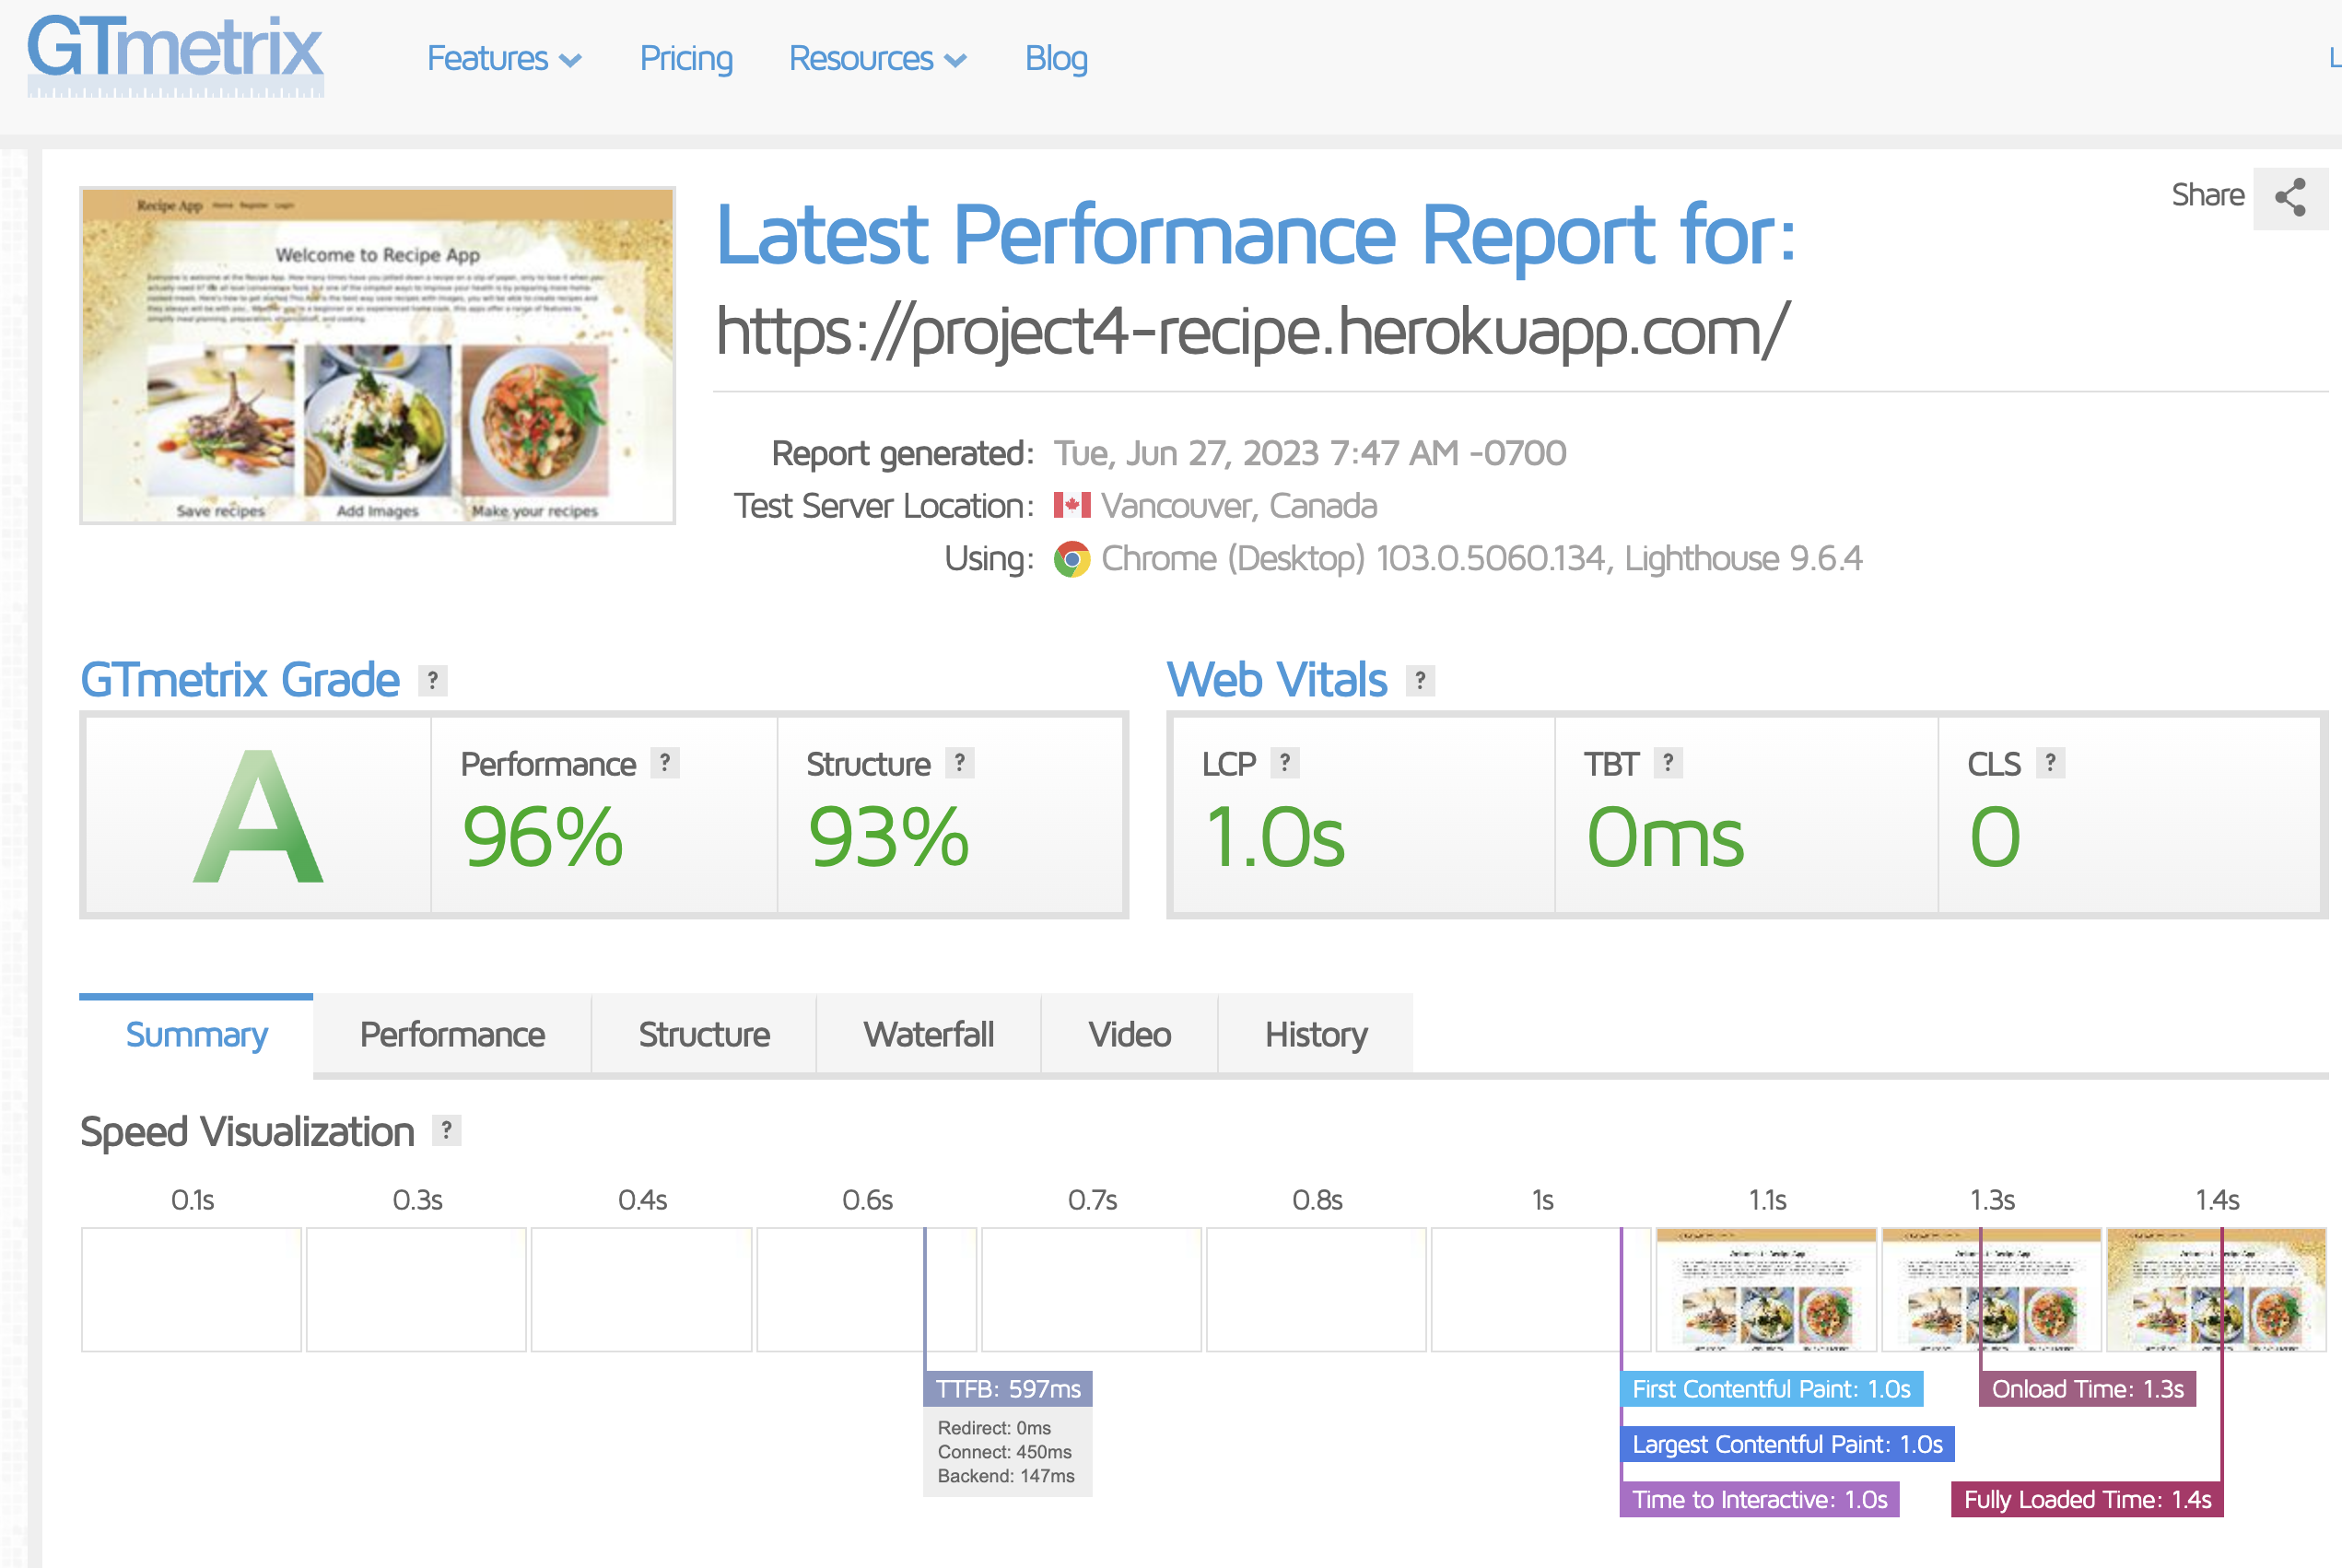 GTmetrix
Features
Pricing
Resources
Blog
L
Recipe App Home Register Login
Welcome to Recipe App
Save recipes
Add Images
Make your recipes
Share
Latest Performance Report for:
https://project4-recipe.herokuapp.com/
Report generated: Tue, Jun 27, 2023 7:47 AM -0700
Test Server Location: Vancouver, Canada
Using: Chrome (Desktop) 103.0.5060.134, Lighthouse 9.6.4
GTmetrix Grade ?
Web Vitals ?
A
Performance ?
96%
Structure ?
93%
LCP ?
1.0s
TBT ?
0ms
CLS ?
0
Summary
Performance
Structure
Waterfall
Video
History
Speed Visualization ?
0.1s
0.3s
0.4s
0.6s
0.7s
0.8s
1s
1.1s
1.3s
1.4s
TTFB: 597ms
Redirect: 0ms
Connect: 450ms
Backend: 147ms
First Contentful Paint: 1.0s
Onload Time: 1.3s
Largest Contentful Paint: 1.0s
Time to Interactive: 1.0s
Fully Loaded Time: 1.4s